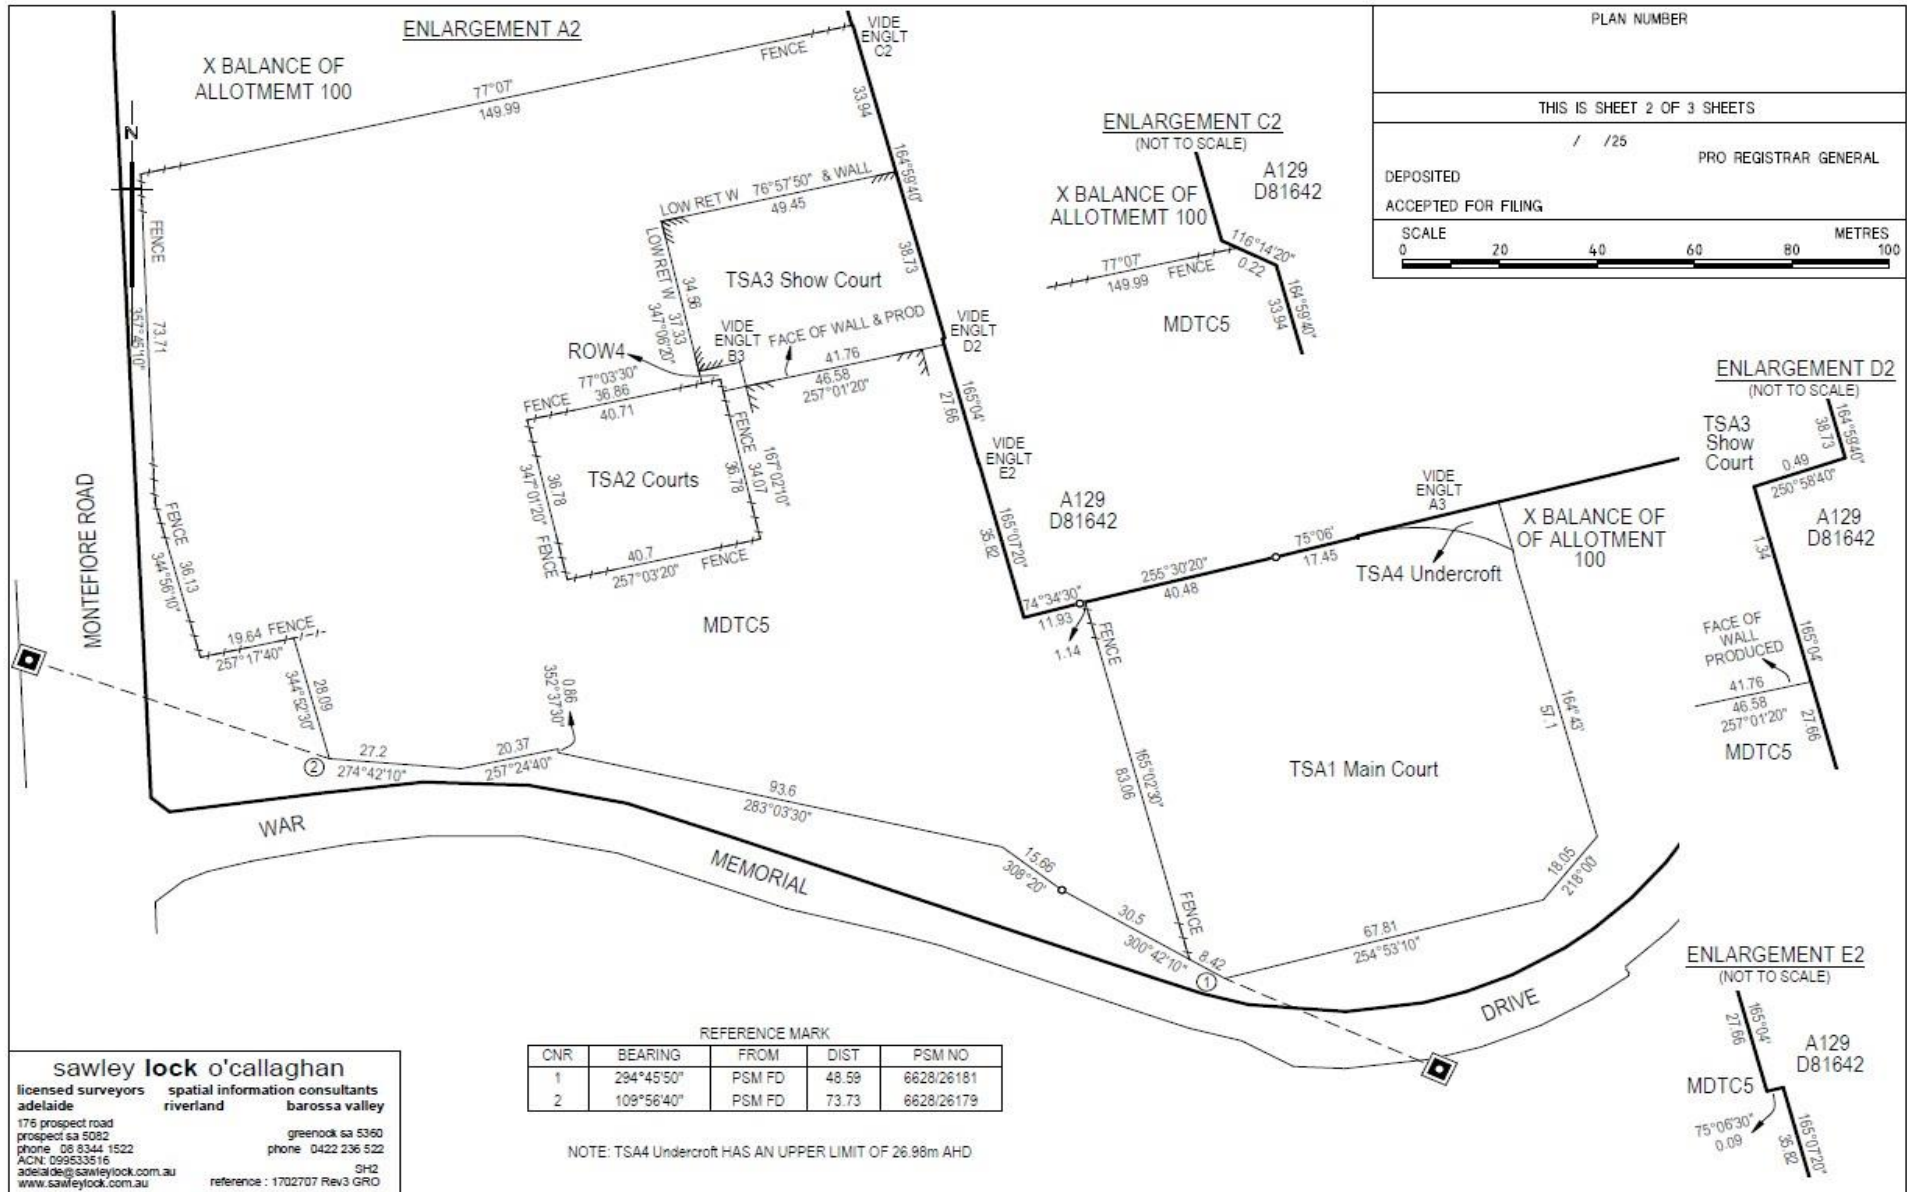 ENLARGEMENT A2
X BALANCE OF
ALLOTMEMT 100
N
77°07'
149.99
FENCE
VIDE
ENGLT
C2
33.94
164°59'40"
38.73
LOW RET W 76°57'50" & WALL
49.45
LOW RET W
34.56
37.33
347°06'20"
TSA3 Show Court
VIDE
ENGLT
B3
FACE OF WALL & PROD
41.76
46.58
257°01'20"
VIDE
ENGLT
D2
ROW4
77°03'30"
36.86
40.71
FENCE
FENCE
73.71
357°45'10"
MONTEFIORE ROAD
FENCE
36.13
344°56'10"
19.64 FENCE
257°17'40"
28.09
344°52'30"
TSA2 Courts
36.78
347°01'20"
FENCE
40.7
257°03'20"
FENCE
FENCE
36.78
34.07
167°02'10"
27.66
165°04'
VIDE
ENGLT
E2
35.82
165°07'20"
A129
D81642
MDTC5
0.86
352°37'30"
2
27.2
274°42'10"
20.37
257°24'40"
93.6
283°03'30"
15.66
308°20'
30.5
300°42'10"
8.42
1
WAR
MEMORIAL
DRIVE
74°34'30"
11.93
1.14
255°30'20"
40.48
75°06'
17.45
VIDE
ENGLT
A3
X BALANCE OF
OF ALLOTMENT
100
TSA4 Undercroft
FENCE
165°02'30"
83.06
FENCE
TSA1 Main Court
164°43'
57.1
18.05
218°00'
67.81
254°53'10"
ENLARGEMENT C2
(NOT TO SCALE)
X BALANCE OF
ALLOTMEMT 100
A129
D81642
77°07'
149.99
FENCE
116°14'20"
0.22
164°59'40"
33.94
MDTC5
PLAN NUMBER
THIS IS SHEET 2 OF 3 SHEETS
/ /25
PRO REGISTRAR GENERAL
DEPOSITED
ACCEPTED FOR FILING
SCALE METRES
0 20 40 60 80 100
ENLARGEMENT D2
(NOT TO SCALE)
TSA3
Show
Court
164°59'40"
38.73
0.49
250°58'40"
A129
D81642
1.34
165°04'
FACE OF
WALL
PRODUCED
41.76
46.58
257°01'20"
27.66
MDTC5
ENLARGEMENT E2
(NOT TO SCALE)
165°04'
27.66
A129
D81642
MDTC5
75°06'30"
0.09
165°07'20"
35.82
REFERENCE MARK
CNR BEARING FROM DIST PSM NO
1 294°45'50" PSM FD 48.59 6628/26181
2 109°56'40" PSM FD 73.73 6628/26179
NOTE: TSA4 Undercroft HAS AN UPPER LIMIT OF 26.98m AHD
sawley lock o'callaghan
licensed surveyors spatial information consultants
adelaide riverland barossa valley
176 prospect road
prospect sa 5082
phone 08 8344 1522
ACN: 099533516
adelaide@sawleylock.com.au
www.sawleylock.com.au
greenock sa 5360
phone 0422 236 522
SH2
reference : 1702707 Rev3 GRO